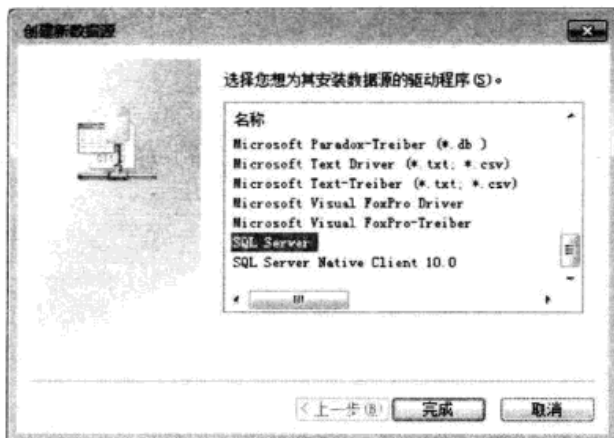 创建新数据源
选择您想为其安装数据源的驱动程序(S)。
名称
Microsoft Paradox-Treiber (*.db )
Microsoft Text Driver (*.txt; *.csv)
Microsoft Text-Treiber (*.txt; *.csv)
Microsoft Visual FoxPro Driver
Microsoft Visual FoxPro-Treiber
SQL Server
SQL Server Native Client 10.0
<上一步(B)
完成
取消